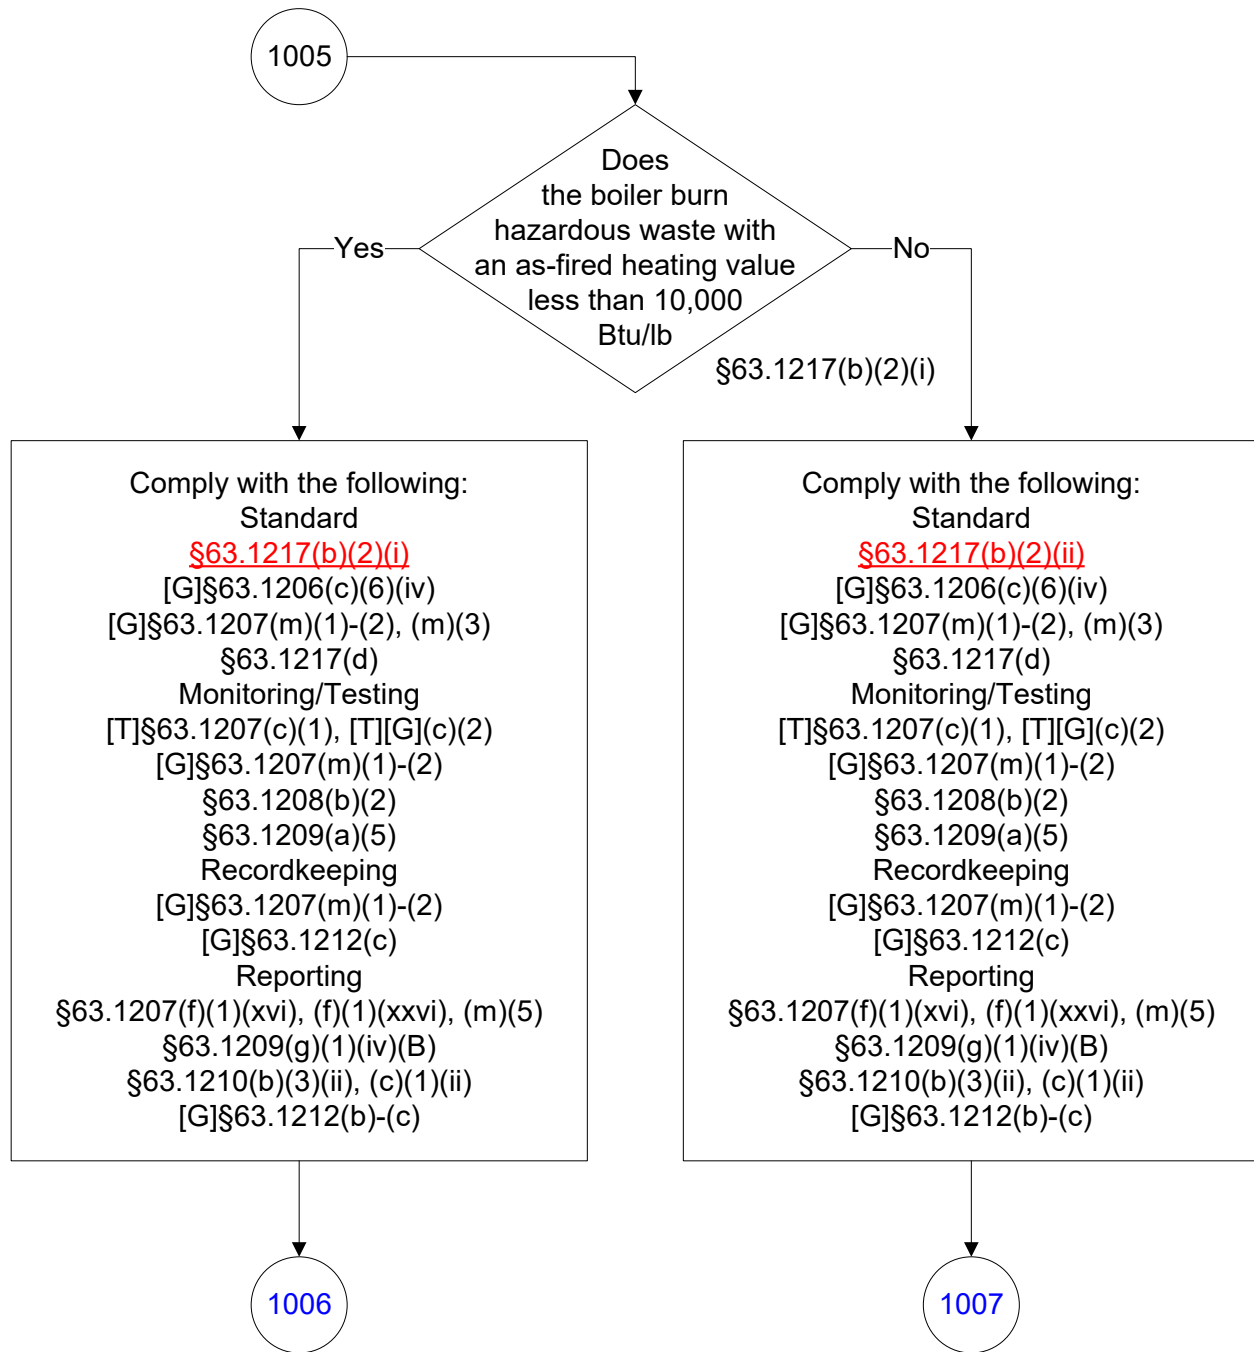 1005
Does
the boiler burn
hazardous waste with
an as-fired heating value
less than 10,000
Btu/lb
Yes
No
§63.1217(b)(2)(i)
Comply with the following:
Standard
§63.1217(b)(2)(i)
[G]§63.1206(c)(6)(iv)
[G]§63.1207(m)(1)-(2), (m)(3)
§63.1217(d)
Monitoring/Testing
[T]§63.1207(c)(1), [T][G](c)(2)
[G]§63.1207(m)(1)-(2)
§63.1208(b)(2)
§63.1209(a)(5)
Recordkeeping
[G]§63.1207(m)(1)-(2)
[G]§63.1212(c)
Reporting
§63.1207(f)(1)(xvi), (f)(1)(xxvi), (m)(5)
§63.1209(g)(1)(iv)(B)
§63.1210(b)(3)(ii), (c)(1)(ii)
[G]§63.1212(b)-(c)
Comply with the following:
Standard
§63.1217(b)(2)(ii)
[G]§63.1206(c)(6)(iv)
[G]§63.1207(m)(1)-(2), (m)(3)
§63.1217(d)
Monitoring/Testing
[T]§63.1207(c)(1), [T][G](c)(2)
[G]§63.1207(m)(1)-(2)
§63.1208(b)(2)
§63.1209(a)(5)
Recordkeeping
[G]§63.1207(m)(1)-(2)
[G]§63.1212(c)
Reporting
§63.1207(f)(1)(xvi), (f)(1)(xxvi), (m)(5)
§63.1209(g)(1)(iv)(B)
§63.1210(b)(3)(ii), (c)(1)(ii)
[G]§63.1212(b)-(c)
1006
1007